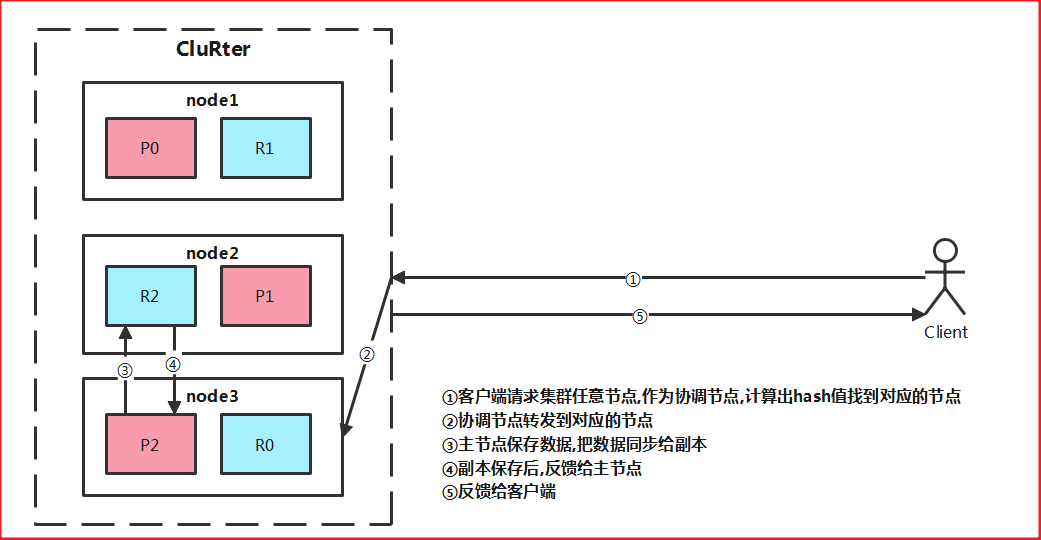 CluRter
node1
P0
R1
node2
R2
P1
①
⑤
Client
②
③
④
node3
P2
R0
①客户端请求集群任意节点,作为协调节点,计算出hash值找到对应的节点
②协调节点转发到对应的节点
③主节点保存数据,把数据同步给副本
④副本保存后,反馈给主节点
⑤反馈给客户端